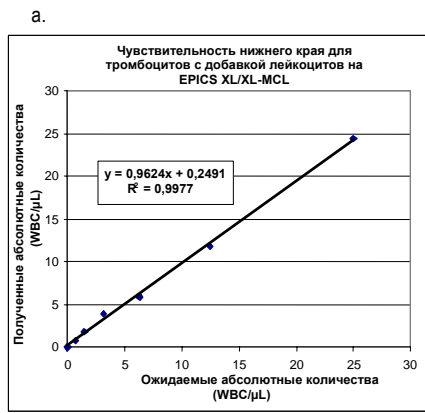 а.
Чувствительность нижнего края для
тромбоцитов с добавкой лейкоцитов на
EPICS XL/XL-MCL
Полученные абсолютные количества
(WBC/µL)
30
25
20
15
10
5
0
y = 0,9624x + 0,2491
R² = 0,9977
0 5 10 15 20 25 30
Ожидаемые абсолютные количества
(WBC/µL)